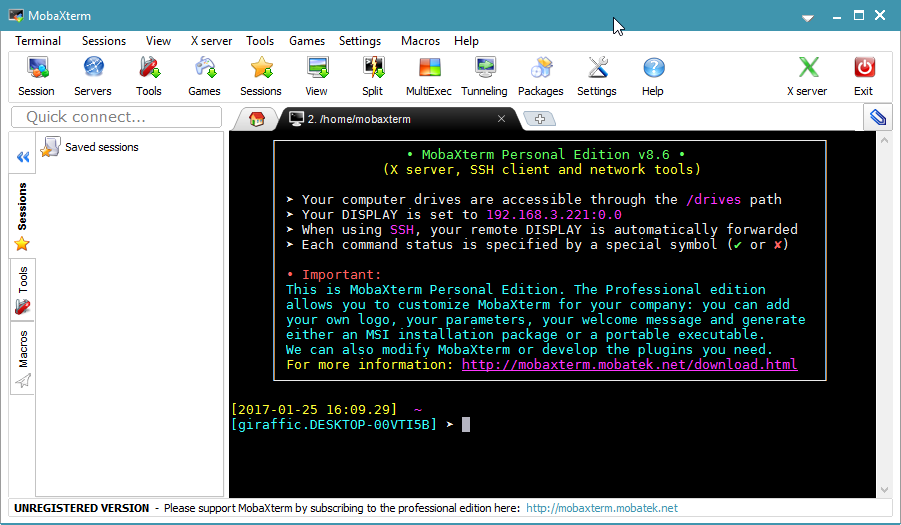 MobaXterm
Terminal Sessions View X server Tools Games Settings Macros Help
Session Servers Tools Games Sessions View Split MultiExec Tunneling Packages Settings Help X server Exit
Quick connect...
2. /home/mobaxterm
Saved sessions
Sessions
Tools
Macros
• MobaXterm Personal Edition v8.6 •
(X server, SSH client and network tools)
➤ Your computer drives are accessible through the /drives path
➤ Your DISPLAY is set to 192.168.3.221:0.0
➤ When using SSH, your remote DISPLAY is automatically forwarded
➤ Each command status is specified by a special symbol (✔ or ✘)
• Important:
This is MobaXterm Personal Edition. The Professional edition
allows you to customize MobaXterm for your company: you can add
your own logo, your parameters, your welcome message and generate
either an MSI installation package or a portable executable.
We can also modify MobaXterm or develop the plugins you need.
For more information: http://mobaxterm.mobatek.net/download.html
[2017-01-25 16:09.29] ~
[giraffic.DESKTOP-00VTI5B] ➤
UNREGISTERED VERSION - Please support MobaXterm by subscribing to the professional edition here: http://mobaxterm.mobatek.net